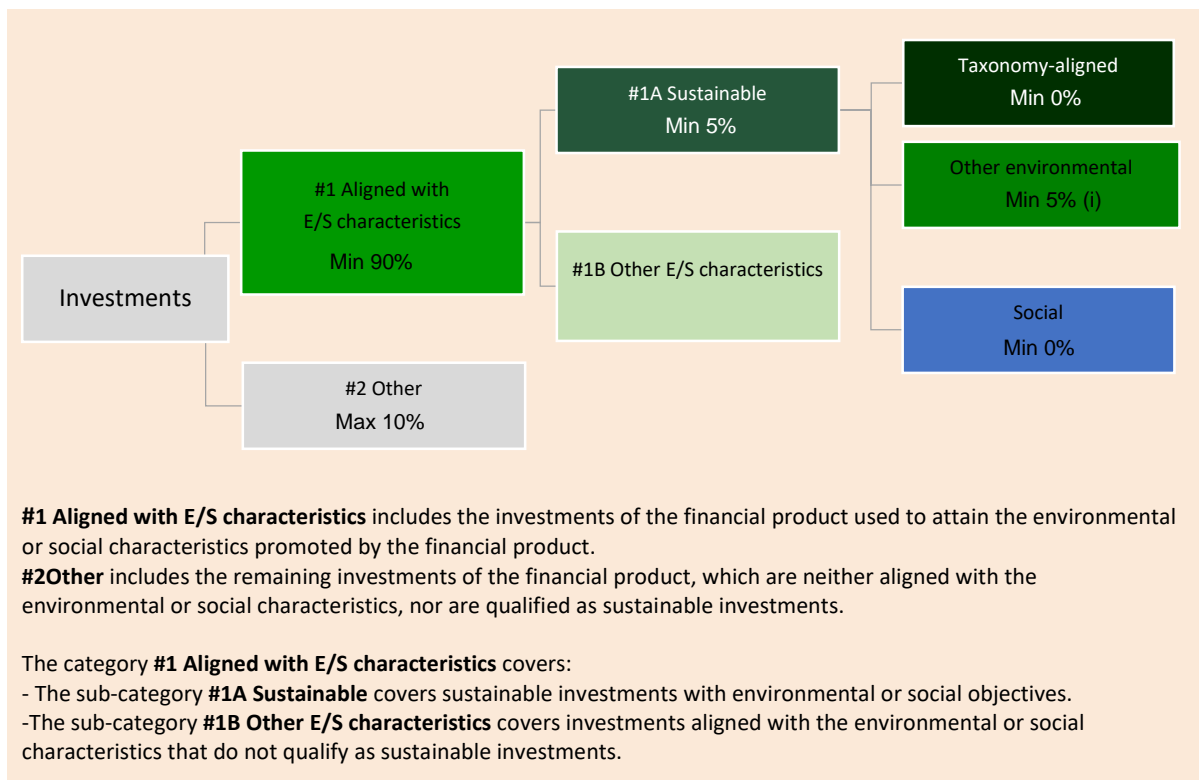 Investments
#1 Aligned with
E/S characteristics
Min 90%
#2 Other
Max 10%
#1A Sustainable
Min 5%
#1B Other E/S characteristics
Taxonomy-aligned
Min 0%
Other environmental
Min 5% (i)
Social
Min 0%
#1 Aligned with E/S characteristics includes the investments of the financial product used to attain the environmental
or social characteristics promoted by the financial product.
#2Other includes the remaining investments of the financial product, which are neither aligned with the
environmental or social characteristics, nor are qualified as sustainable investments.
The category #1 Aligned with E/S characteristics covers:
- The sub-category #1A Sustainable covers sustainable investments with environmental or social objectives.
-The sub-category #1B Other E/S characteristics covers investments aligned with the environmental or social
characteristics that do not qualify as sustainable investments.